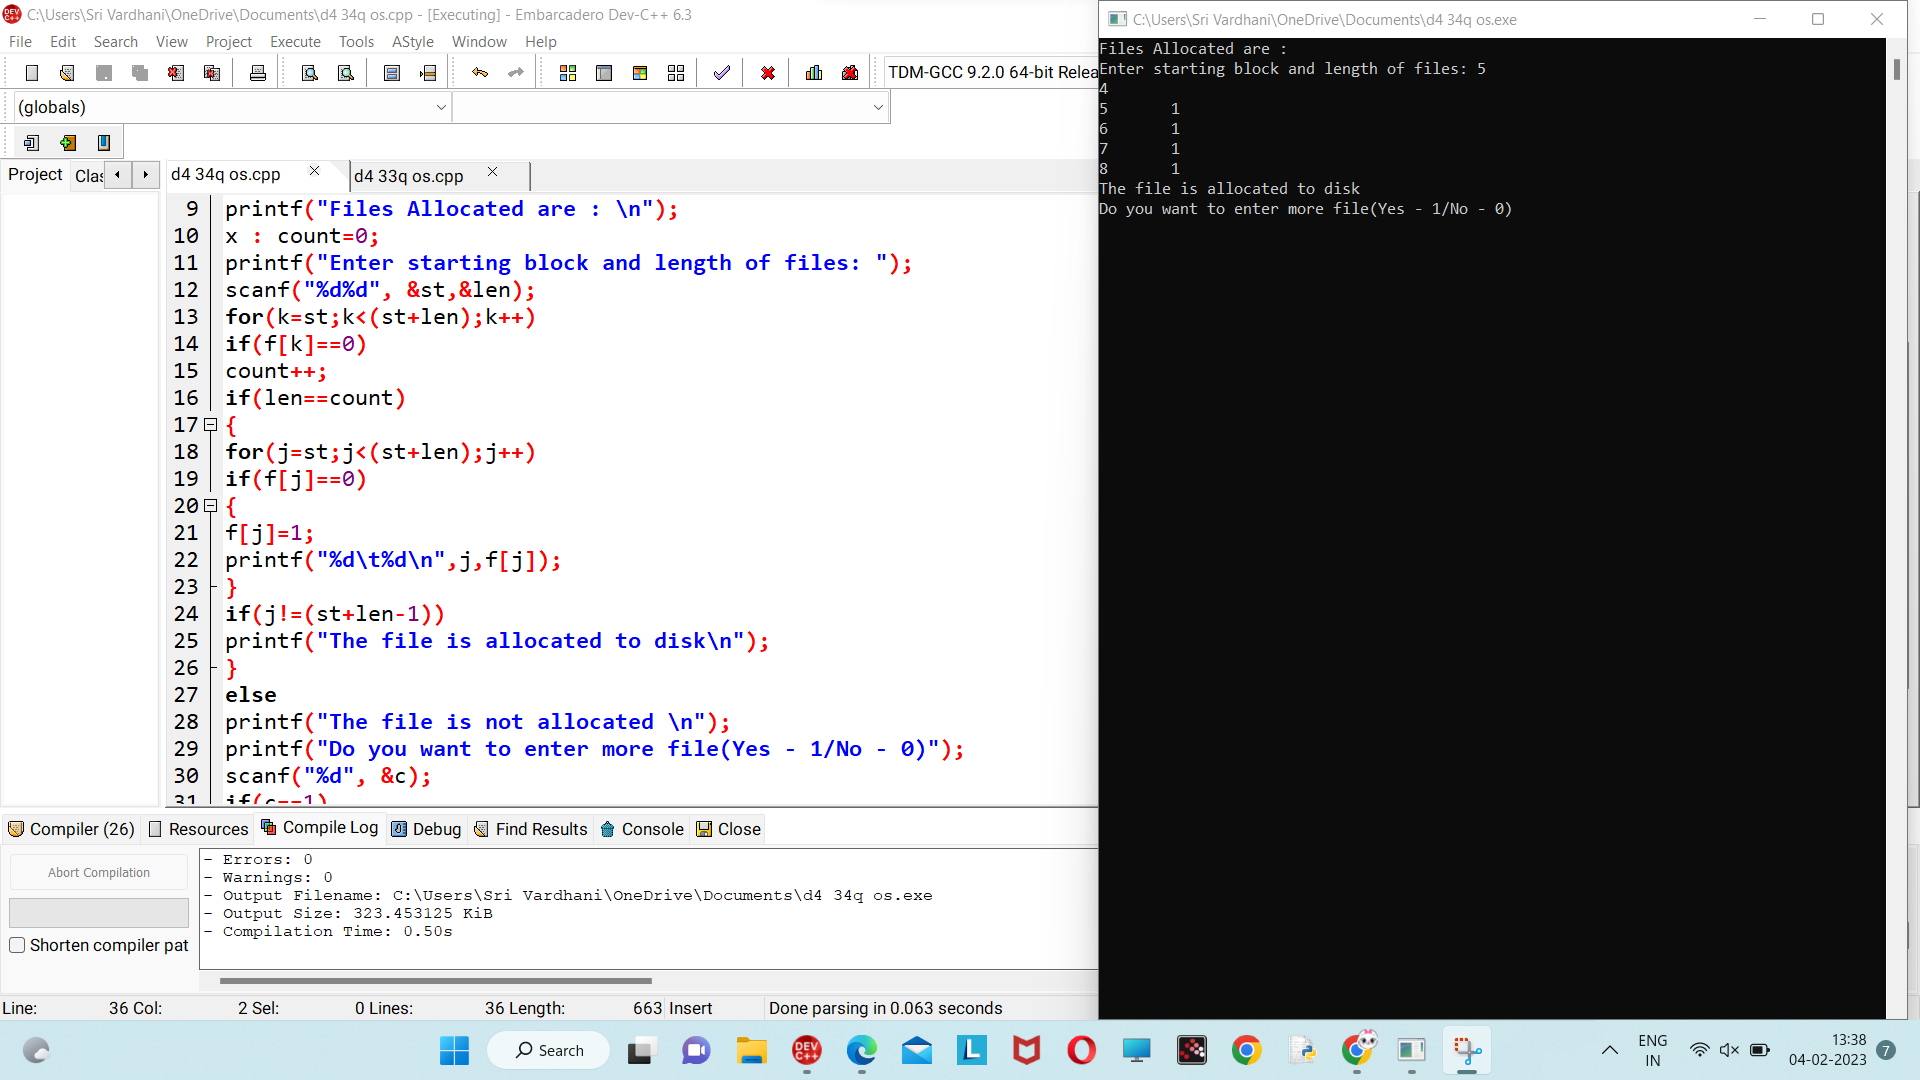 C:\Users\Sri Vardhani\OneDrive\Documents\d4 34q os.cpp - [Executing] - Embarcadero Dev-C++ 6.3
File Edit Search View Project Execute Tools AStyle Window Help
TDM-GCC 9.2.0 64-bit Relea
(globals)
Project Clas
d4 34q os.cpp
d4 33q os.cpp
9 printf("Files Allocated are : \n");
10 x : count=0;
11 printf("Enter starting block and length of files: ");
12 scanf("%d%d", &st,&len);
13 for(k=st;k<(st+len);k++)
14 if(f[k]==0)
15 count++;
16 if(len==count)
17 {
18 for(j=st;j<(st+len);j++)
19 if(f[j]==0)
20 {
21 f[j]=1;
22 printf("%d\t%d\n",j,f[j]);
23 }
24 if(j!=(st+len-1))
25 printf("The file is allocated to disk\n");
26 }
27 else
28 printf("The file is not allocated \n");
29 printf("Do you want to enter more file(Yes - 1/No - 0)");
30 scanf("%d", &c);
31 if(c==1)
Compiler (26) Resources Compile Log Debug Find Results Console Close
Abort Compilation
Shorten compiler pat
- Errors: 0
- Warnings: 0
- Output Filename: C:\Users\Sri Vardhani\OneDrive\Documents\d4 34q os.exe
- Output Size: 323.453125 KiB
- Compilation Time: 0.50s
Line: 36 Col: 2 Sel: 0 Lines: 36 Length: 663 Insert Done parsing in 0.063 seconds
C:\Users\Sri Vardhani\OneDrive\Documents\d4 34q os.exe
Files Allocated are :
Enter starting block and length of files: 5
4
5 1
6 1
7 1
8 1
The file is allocated to disk
Do you want to enter more file(Yes - 1/No - 0)
Search
DEV C++
L
ENG
IN
13:38
04-02-2023
7